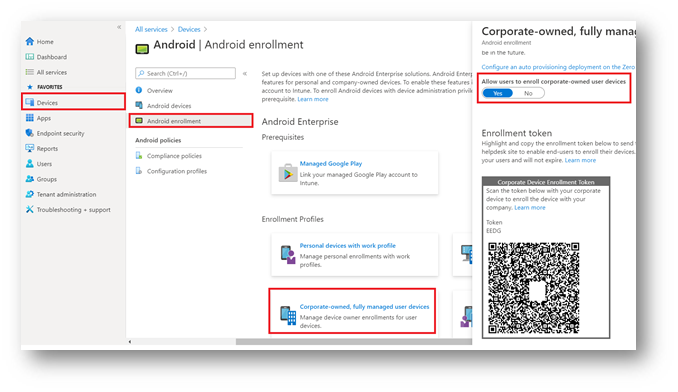 «
Home
Dashboard
All services
FAVORITES
Devices
Apps
Endpoint security
Reports
Users
Groups
Tenant administration
Troubleshooting + support
All services > Devices >
Android | Android enrollment
Search (Ctrl+/)
«
Overview
Android devices
Android enrollment
Android policies
Compliance policies
Configuration profiles
Set up devices with one of these Android Enterprise solutions. Android Enterp
features for personal and company-owned devices. To enable these features i
account to Intune. To enroll Android devices with device administration privile
prerequisite. Learn more
Android Enterprise
Prerequisites
Managed Google Play
Link your managed Google Play account to
Intune.
Enrollment Profiles
Personal devices with work profile
Manage personal enrollments with work
profiles.
Corporate-owned, fully managed user devices
Manage device owner enrollments for user
devices.
Corporate-owned, fully manag
Android enrollment
be in the future.
Configure an auto provisioning deployment on the Zero
Allow users to enroll corporate-owned user devices
Yes No
Enrollment token
Highlight and copy the enrollment token below to send
helpdesk site to enable end-users to enroll their devices.
your users and will not expire. Learn more
Corporate Device Enrollment Token
Scan the token below with your corporate
device to enroll the device with your
company. Learn more
Token
EEDG